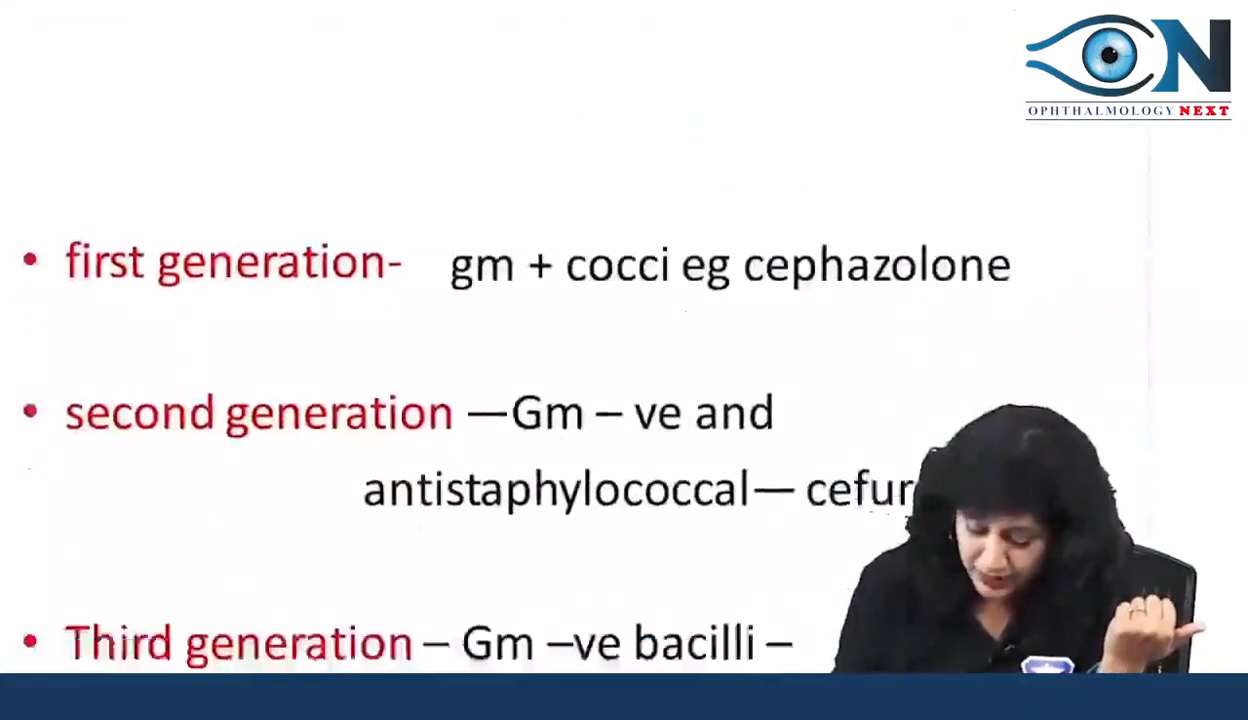 OPHTHALMOLOGY NEXT
• first generation- gm + cocci eg cephazolone
• second generation —Gm – ve and
antistaphylococcal— cefur
• Third generation – Gm –ve bacilli –